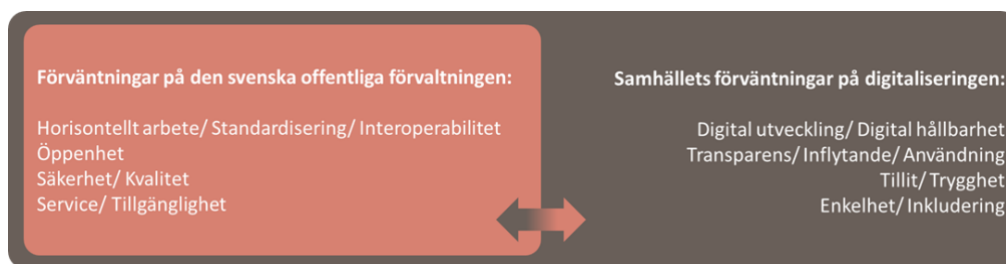 Förväntningar på den svenska offentliga förvaltningen:
Horisontellt arbete/ Standardisering/ Interoperabilitet
Öppenhet
Säkerhet/ Kvalitet
Service/ Tillgänglighet
Samhällets förväntningar på digitaliseringen:
Digital utveckling/ Digital hållbarhet
Transparens/ Inflytande/ Användning
Tillit/ Trygghet
Enkelhet/ Inkludering